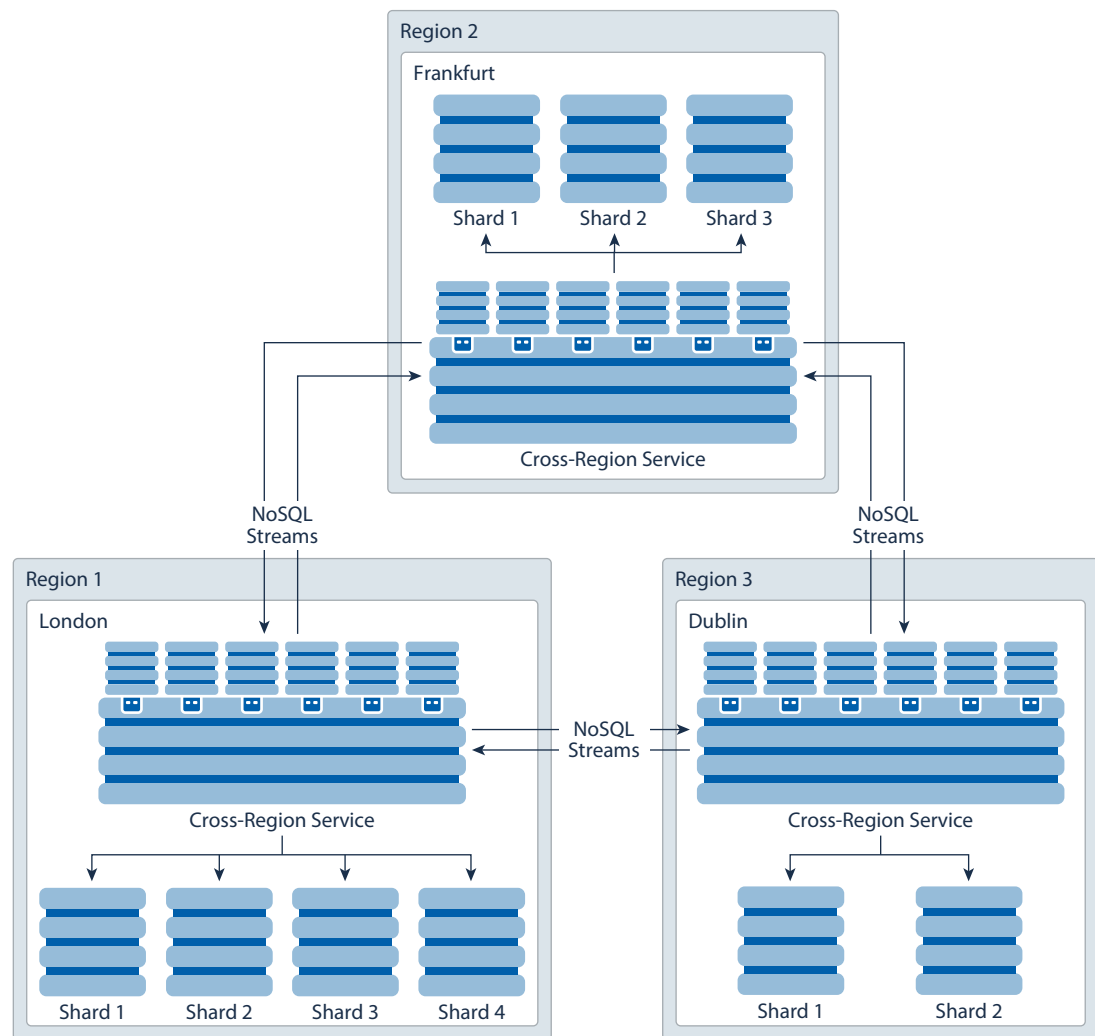 Region 2
Frankfurt
Shard 1
Shard 2
Shard 3
Cross-Region Service
NoSQL
Streams
NoSQL
Streams
Region 1
London
Region 3
Dublin
NoSQL
Streams
Cross-Region Service
Cross-Region Service
Shard 1
Shard 2
Shard 3
Shard 4
Shard 1
Shard 2